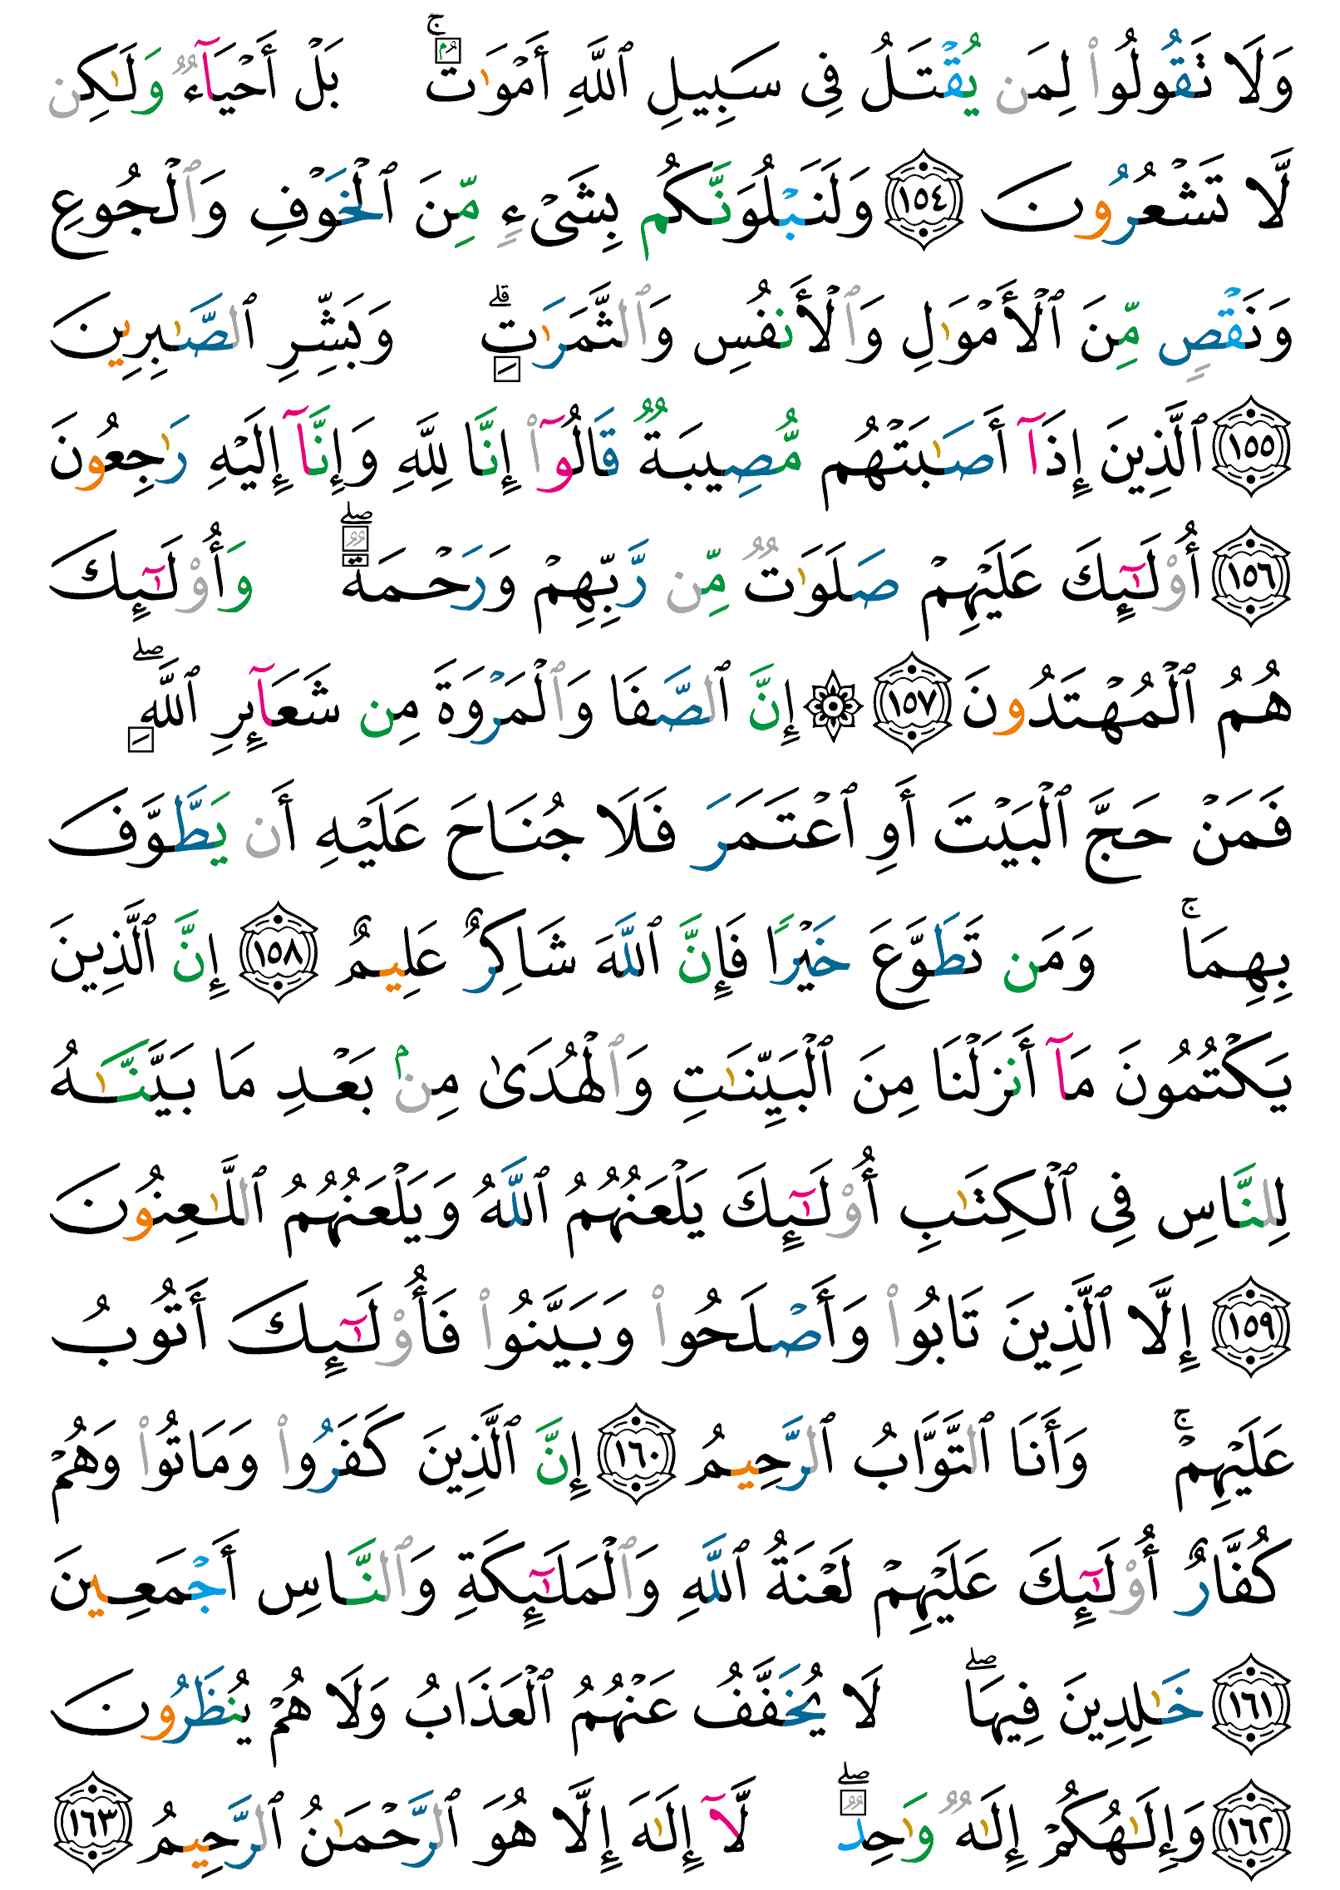 وَلَا تَقُولُوا۟ لِمَن يُقْتَلُ فِى سَبِيلِ ٱللَّهِ أَمْوَٰتٌۢ ۚ بَلْ أَحْيَآءٌ وَلَٰكِن
لَّا تَشْعُرُونَ ١٥٤ وَلَنَبْلُوَنَّكُم بِشَىْءٍ مِّنَ ٱلْخَوْفِ وَٱلْجُوعِ
وَنَقْصٍ مِّنَ ٱلْأَمْوَٰلِ وَٱلْأَنفُسِ وَٱلثَّمَرَٰتِ ۗ وَبَشِّرِ ٱلصَّٰبِرِينَ
١٥٥ ٱلَّذِينَ إِذَآ أَصَٰبَتْهُم مُّصِيبَةٌ قَالُوٓا۟ إِنَّا لِلَّهِ وَإِنَّآ إِلَيْهِ رَٰجِعُونَ
١٥٦ أُو۟لَٰٓئِكَ عَلَيْهِمْ صَلَوَٰتٌ مِّن رَّبِّهِمْ وَرَحْمَةٌ ۖ وَأُو۟لَٰٓئِكَ
هُمُ ٱلْمُهْتَدُونَ ١٥٧ ۞ إِنَّ ٱلصَّفَا وَٱلْمَرْوَةَ مِن شَعَآئِرِ ٱللَّهِ ۖ
فَمَنْ حَجَّ ٱلْبَيْتَ أَوِ ٱعْتَمَرَ فَلَا جُنَاحَ عَلَيْهِ أَن يَطَّوَّفَ
بِهِمَا ۚ وَمَن تَطَوَّعَ خَيْرًا فَإِنَّ ٱللَّهَ شَاكِرٌ عَلِيمٌ ١٥٨ إِنَّ ٱلَّذِينَ
يَكْتُمُونَ مَآ أَنزَلْنَا مِنَ ٱلْبَيِّنَٰتِ وَٱلْهُدَىٰ مِنۢ بَعْدِ مَا بَيَّنَّٰهُ
لِلنَّاسِ فِى ٱلْكِتَٰبِ أُو۟لَٰٓئِكَ يَلْعَنُهُمُ ٱللَّهُ وَيَلْعَنُهُمُ ٱللَّٰعِنُونَ
١٥٩ إِلَّا ٱلَّذِينَ تَابُوا۟ وَأَصْلَحُوا۟ وَبَيَّنُوا۟ فَأُو۟لَٰٓئِكَ أَتُوبُ
عَلَيْهِمْ ۚ وَأَنَا ٱلتَّوَّابُ ٱلرَّحِيمُ ١٦٠ إِنَّ ٱلَّذِينَ كَفَرُوا۟ وَمَاتُوا۟ وَهُمْ
كُفَّارٌ أُو۟لَٰٓئِكَ عَلَيْهِمْ لَعْنَةُ ٱللَّهِ وَٱلْمَلَٰٓئِكَةِ وَٱلنَّاسِ أَجْمَعِينَ
١٦١ خَٰلِدِينَ فِيهَا ۖ لَا يُخَفَّفُ عَنْهُمُ ٱلْعَذَابُ وَلَا هُمْ يُنظَرُونَ
١٦٢ وَإِلَٰهُكُمْ إِلَٰهٌ وَٰحِدٌ ۖ لَّآ إِلَٰهَ إِلَّا هُوَ ٱلرَّحْمَٰنُ ٱلرَّحِيمُ ١٦٣